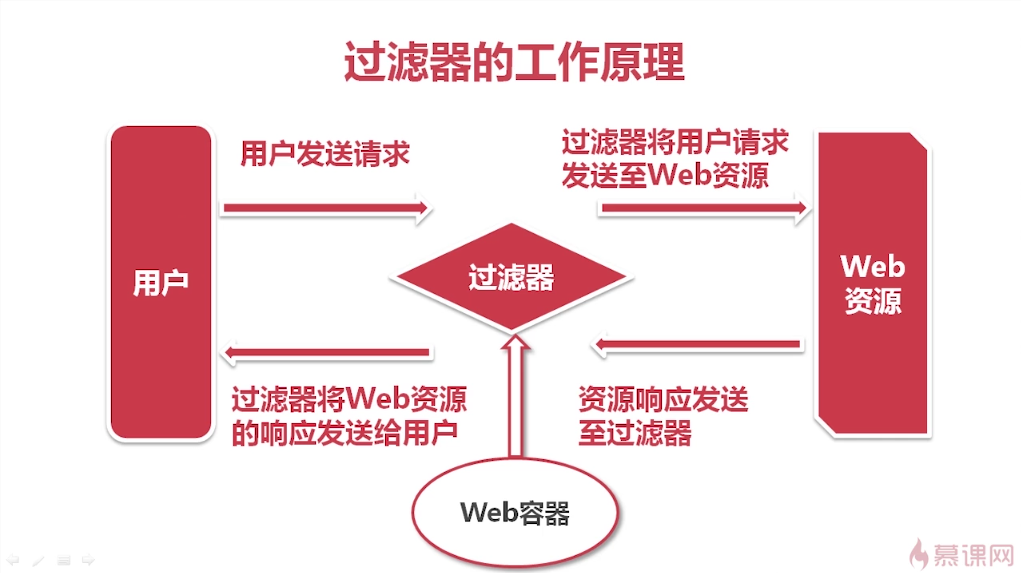 过滤器的工作原理
用户发送请求
过滤器将用户请求
发送至Web资源
用户
过滤器
Web
资源
过滤器将Web资源
的响应发送给用户
资源响应发送
至过滤器
Web容器
慕课网